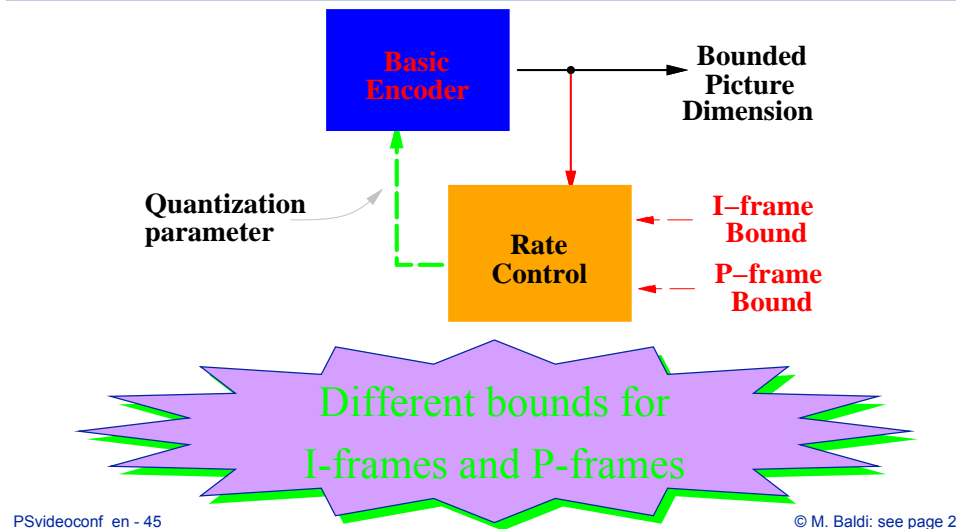 Basic
Encoder
Bounded
Picture
Dimension
Quantization
parameter
Rate
Control
I–frame
Bound
P–frame
Bound
Different bounds for
I-frames and P-frames
PSvideoconf en - 45
© M. Baldi: see page 2